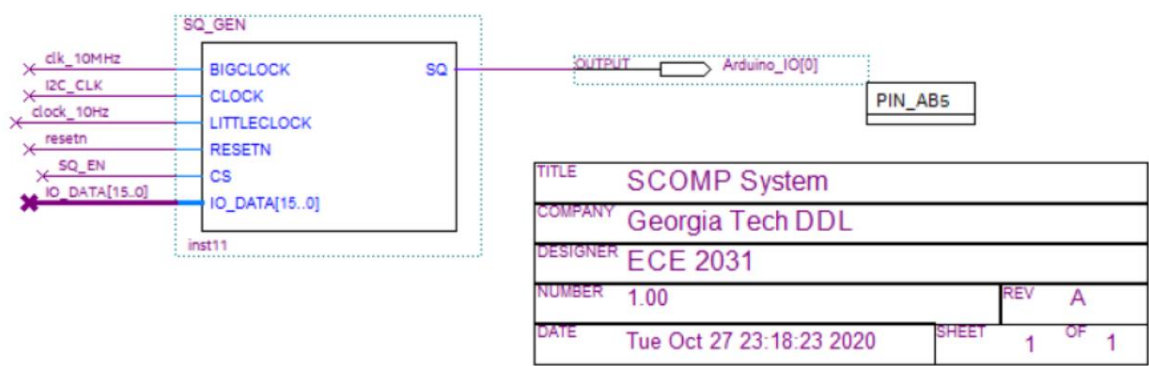 SQ_GEN
clk_10MHz
BIGCLOCK SQ
OUTPUT Arduino_IO[0]
I2C_CLK
CLOCK
PIN_AB5
clock_10Hz
LITTLECLOCK
resetn
RESETN
SQ_EN
CS
IO_DATA[15..0]
IO_DATA[15..0]
inst11
TITLE SCOMP System
COMPANY Georgia Tech DDL
DESIGNER ECE 2031
NUMBER 1.00 REV A
DATE Tue Oct 27 23:18:23 2020 SHEET 1 OF 1